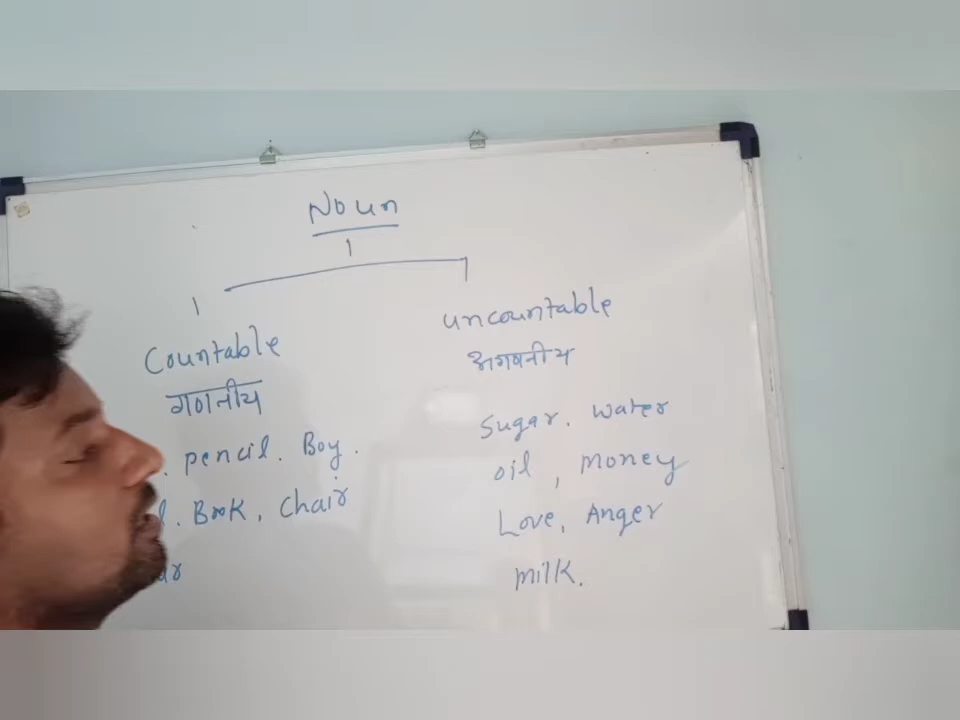 Noun
Countable
गणनीय
pencil. Boy.
Book, Chair
uncountable
अगणनीय
Sugar. water
oil, money
Love, Anger
milk.